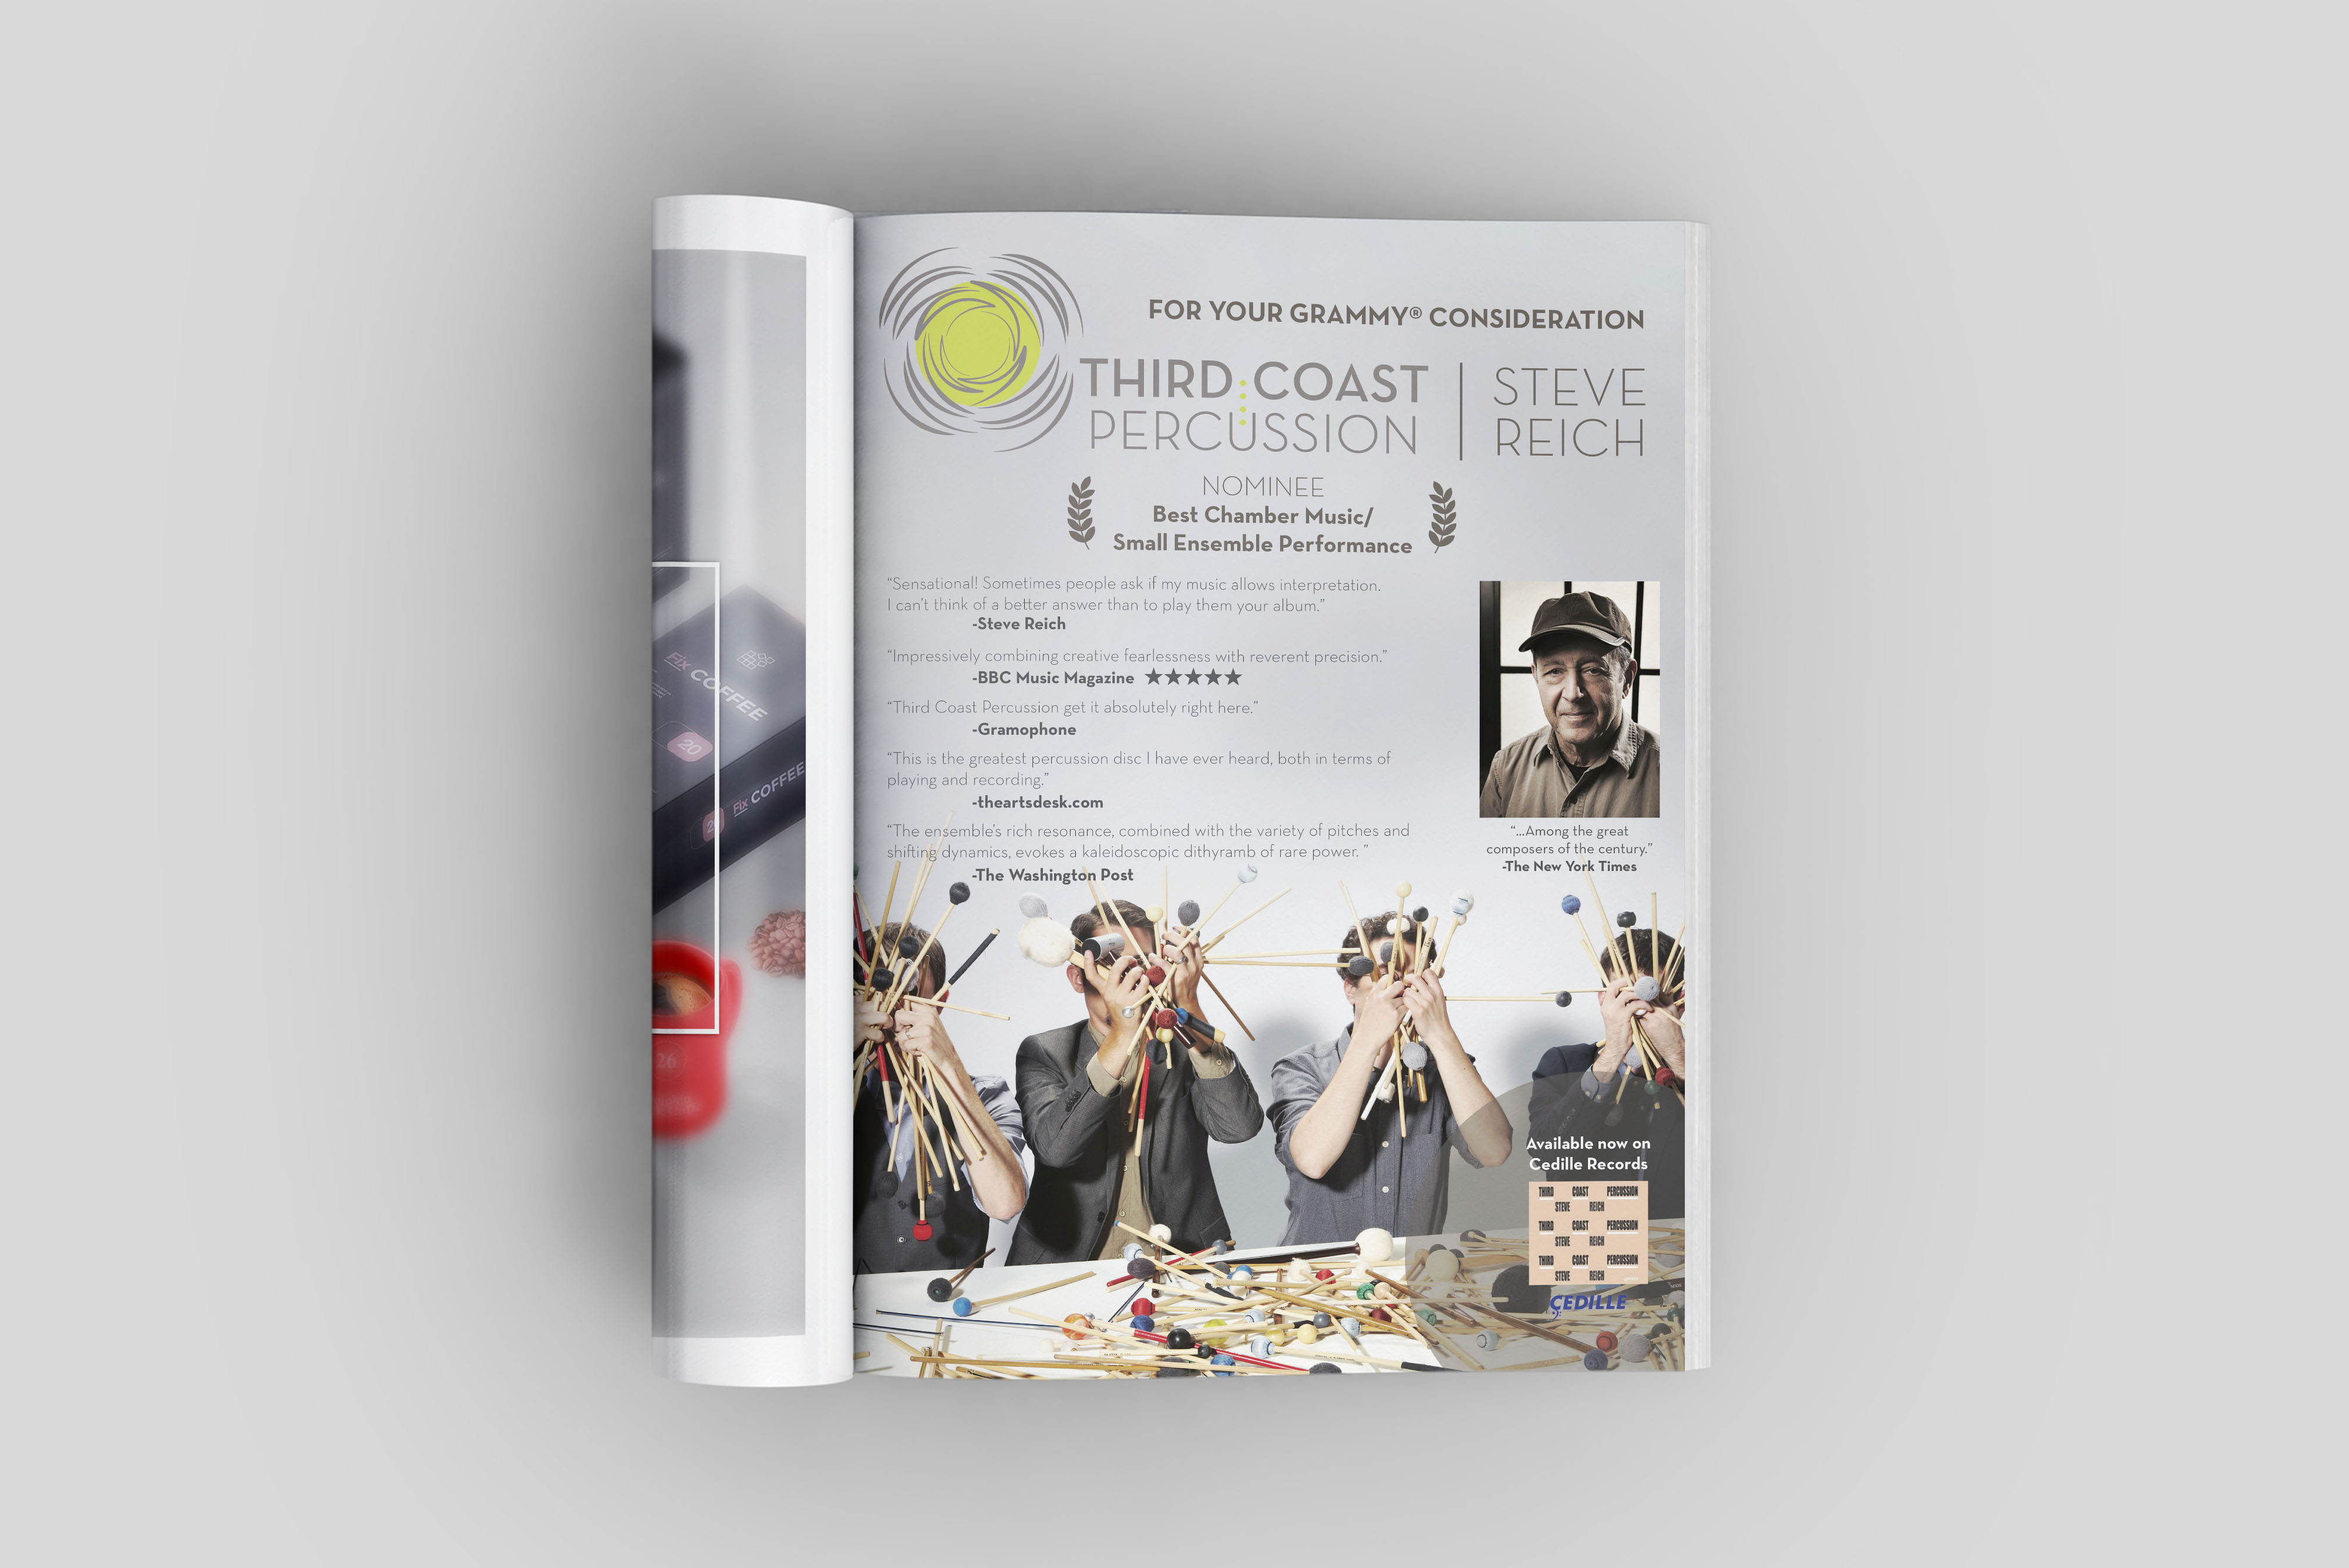 Fix COFFEE
20
Fix COFFEE
26
FOR YOUR GRAMMY® CONSIDERATION
THIRD COAST
PERCUSSION
STEVE
REICH
NOMINEE
Best Chamber Music/
Small Ensemble Performance
“Sensational! Sometimes people ask if my music allows interpretation.
I can’t think of a better answer than to play them your album.”
-Steve Reich
“Impressively combining creative fearlessness with reverent precision.”
-BBC Music Magazine ★★★★★
“Third Coast Percussion get it absolutely right here.”
-Gramophone
“This is the greatest percussion disc I have ever heard, both in terms of
playing and recording.”
-theartsdesk.com
“The ensemble’s rich resonance, combined with the variety of pitches and
shifting dynamics, evokes a kaleidoscopic dithyramb of rare power. ”
-The Washington Post
“...Among the great
composers of the century.”
-The New York Times
Available now on
Cedille Records
THIRD COAST PERCUSSION
STEVE REICH
THIRD COAST PERCUSSION
STEVE REICH
THIRD COAST PERCUSSION
STEVE REICH
ÇEDILLE